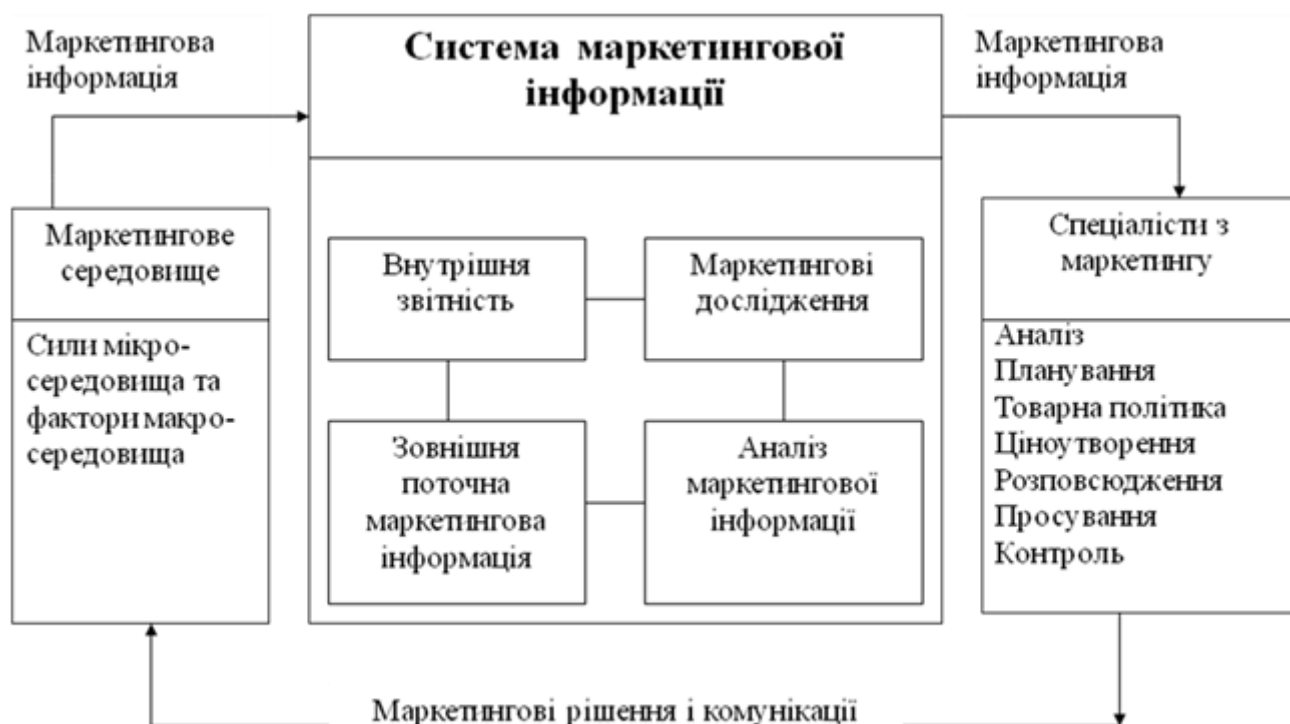 Маркетингова
інформація
Система маркетингової
інформації
Маркетингова
інформація
Маркетингове
середовище
Сили мікро-
середовища та
фактори макро-
середовища
Внутрішня
звітність
Маркетингові
дослідження
Зовнішня
поточна
маркетингова
інформація
Аналіз
маркетингової
інформації
Спеціалісти з
маркетингу
Аналіз
Планування
Товарна політика
Ціноутворення
Розповсюдження
Просування
Контроль
Маркетингові рішення і комунікації